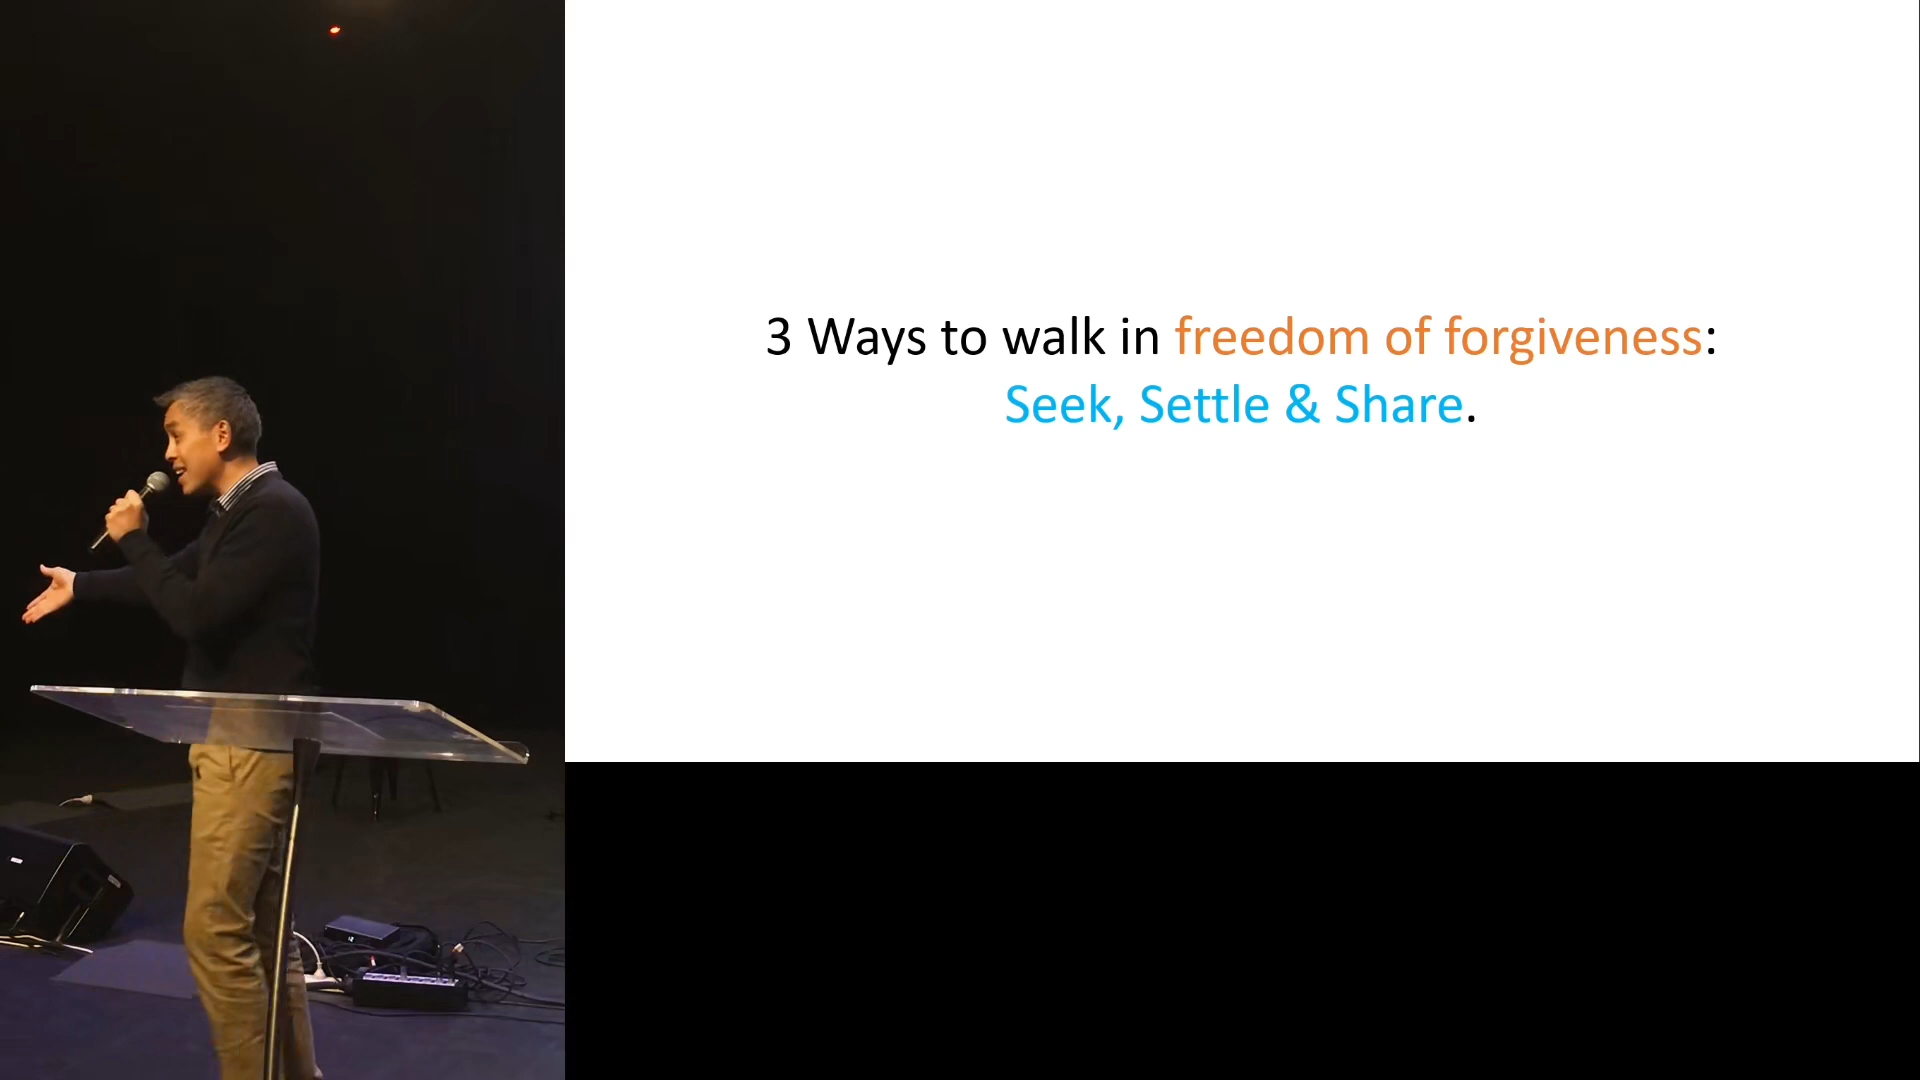 3 Ways to walk in freedom of forgiveness:
Seek, Settle & Share.